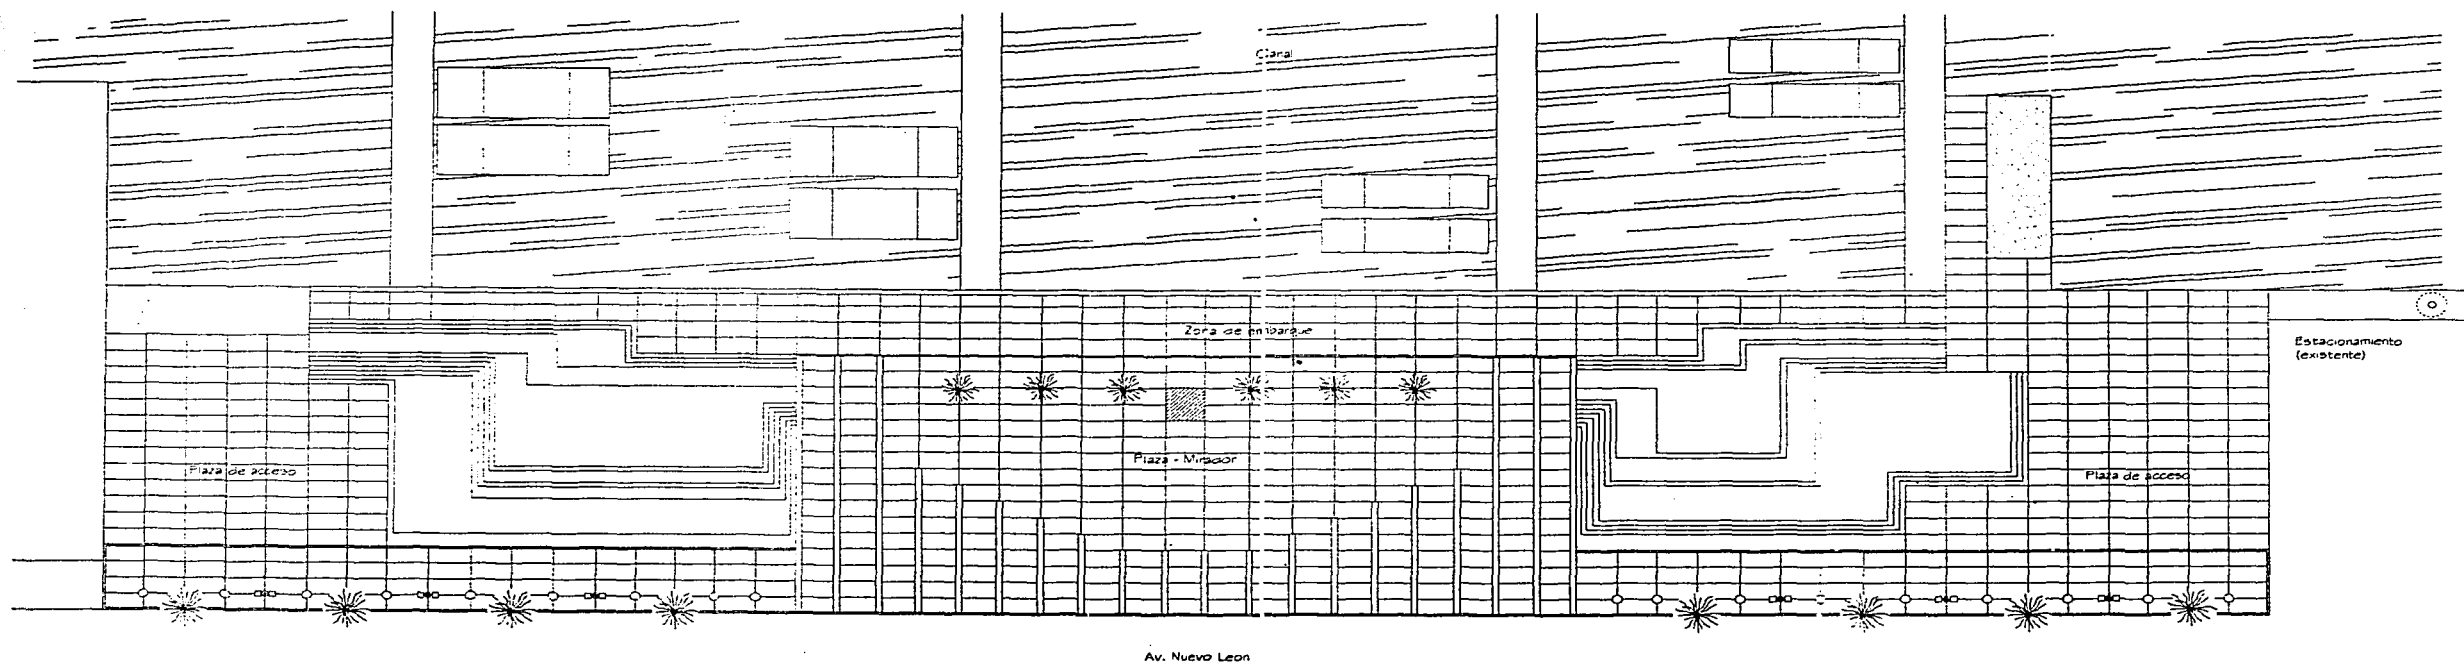 Canal
Zona de embarque
Estacionamiento
(existente)
Plaza - Mirador
Plaza de acceso
Plaza de acceso
Av. Nuevo Leon